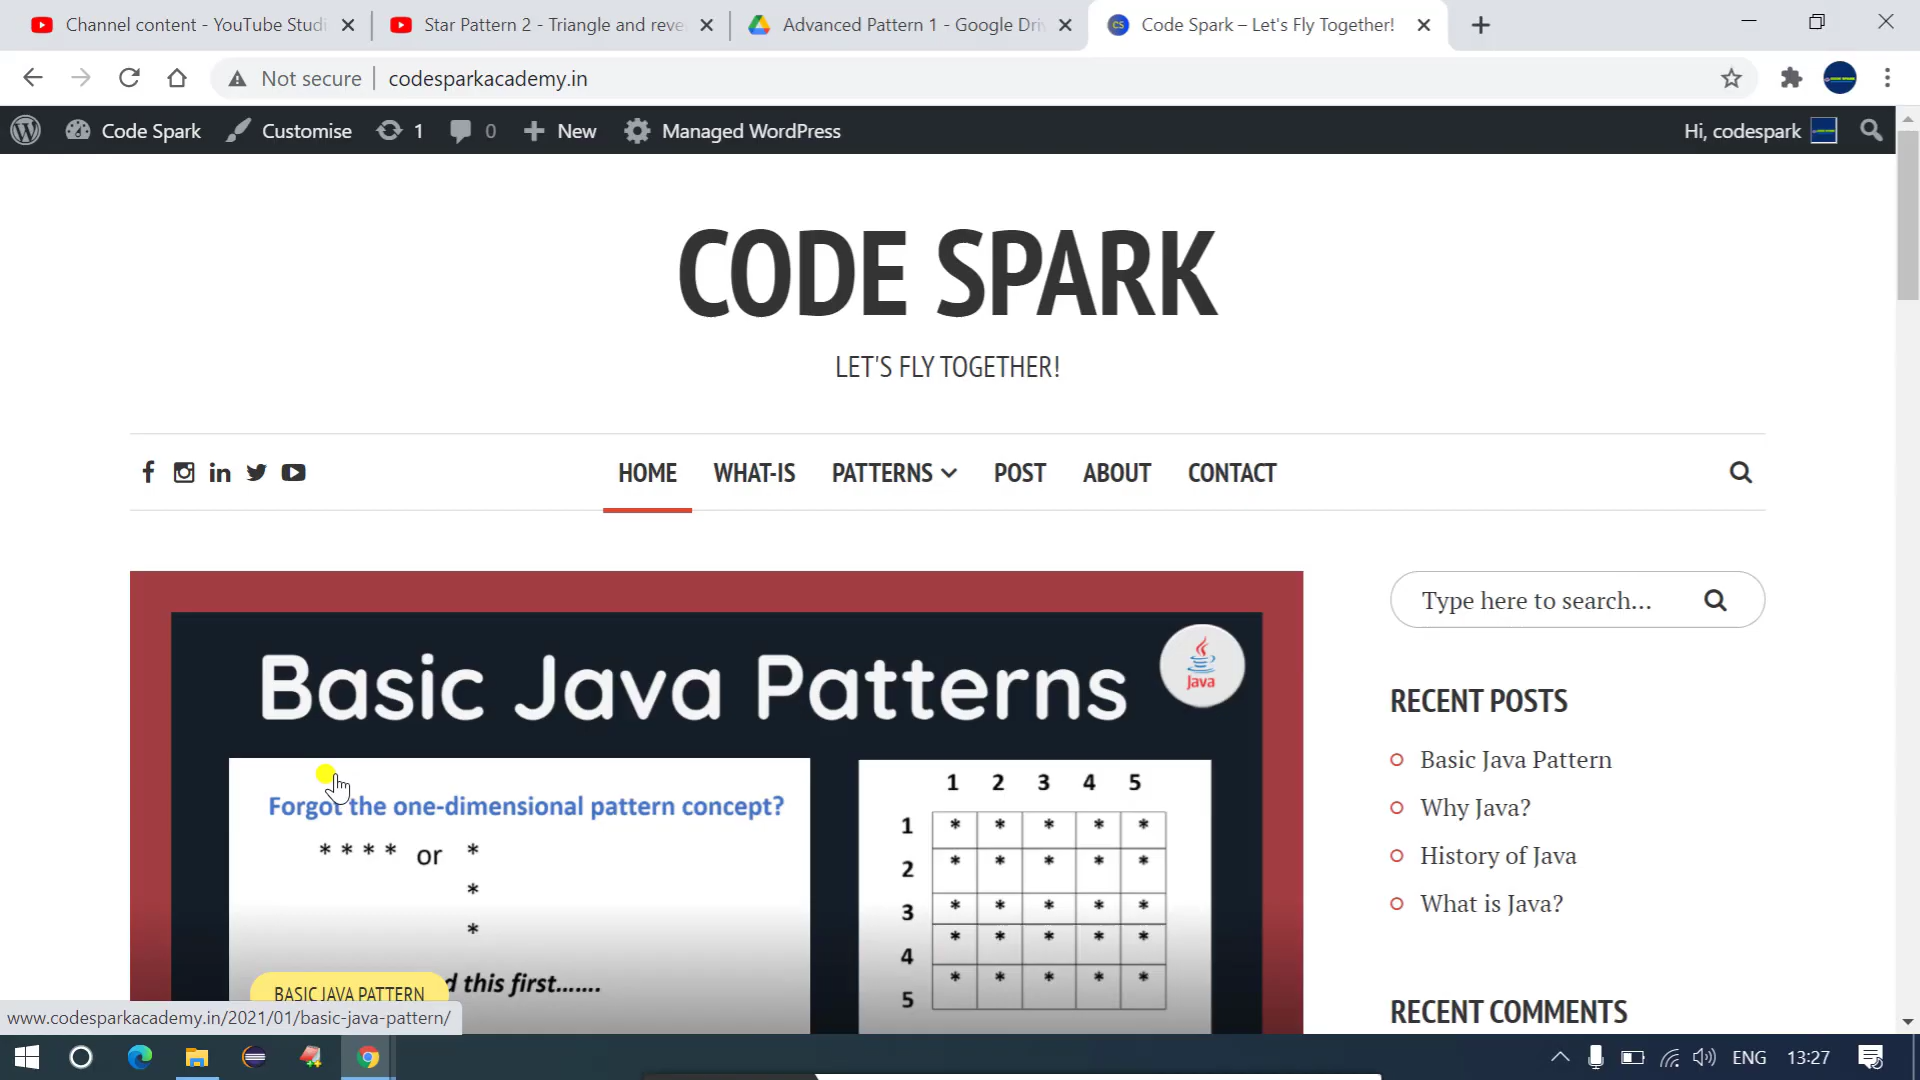 Channel content - YouTube Studi
Star Pattern 2 - Triangle and reve
Advanced Pattern 1 - Google Driv
Code Spark – Let's Fly Together!
Not secure
codesparkacademy.in
Code Spark
Customise
1
0
New
Managed WordPress
Hi, codespark
CODE SPARK
LET'S FLY TOGETHER!
HOME
WHAT-IS
PATTERNS
POST
ABOUT
CONTACT
Basic Java Patterns
Java
Type here to search...
RECENT POSTS
Basic Java Pattern
Why Java?
History of Java
What is Java?
RECENT COMMENTS
Forgot the one-dimensional pattern concept?
* * * * or *
*
*
this first.......
BASIC JAVA PATTERN
1 2 3 4 5
1 * * * * *
2 * * * * *
3 * * * * *
4 * * * * *
5 * * * * *
www.codesparkacademy.in/2021/01/basic-java-pattern/
ENG
13:27